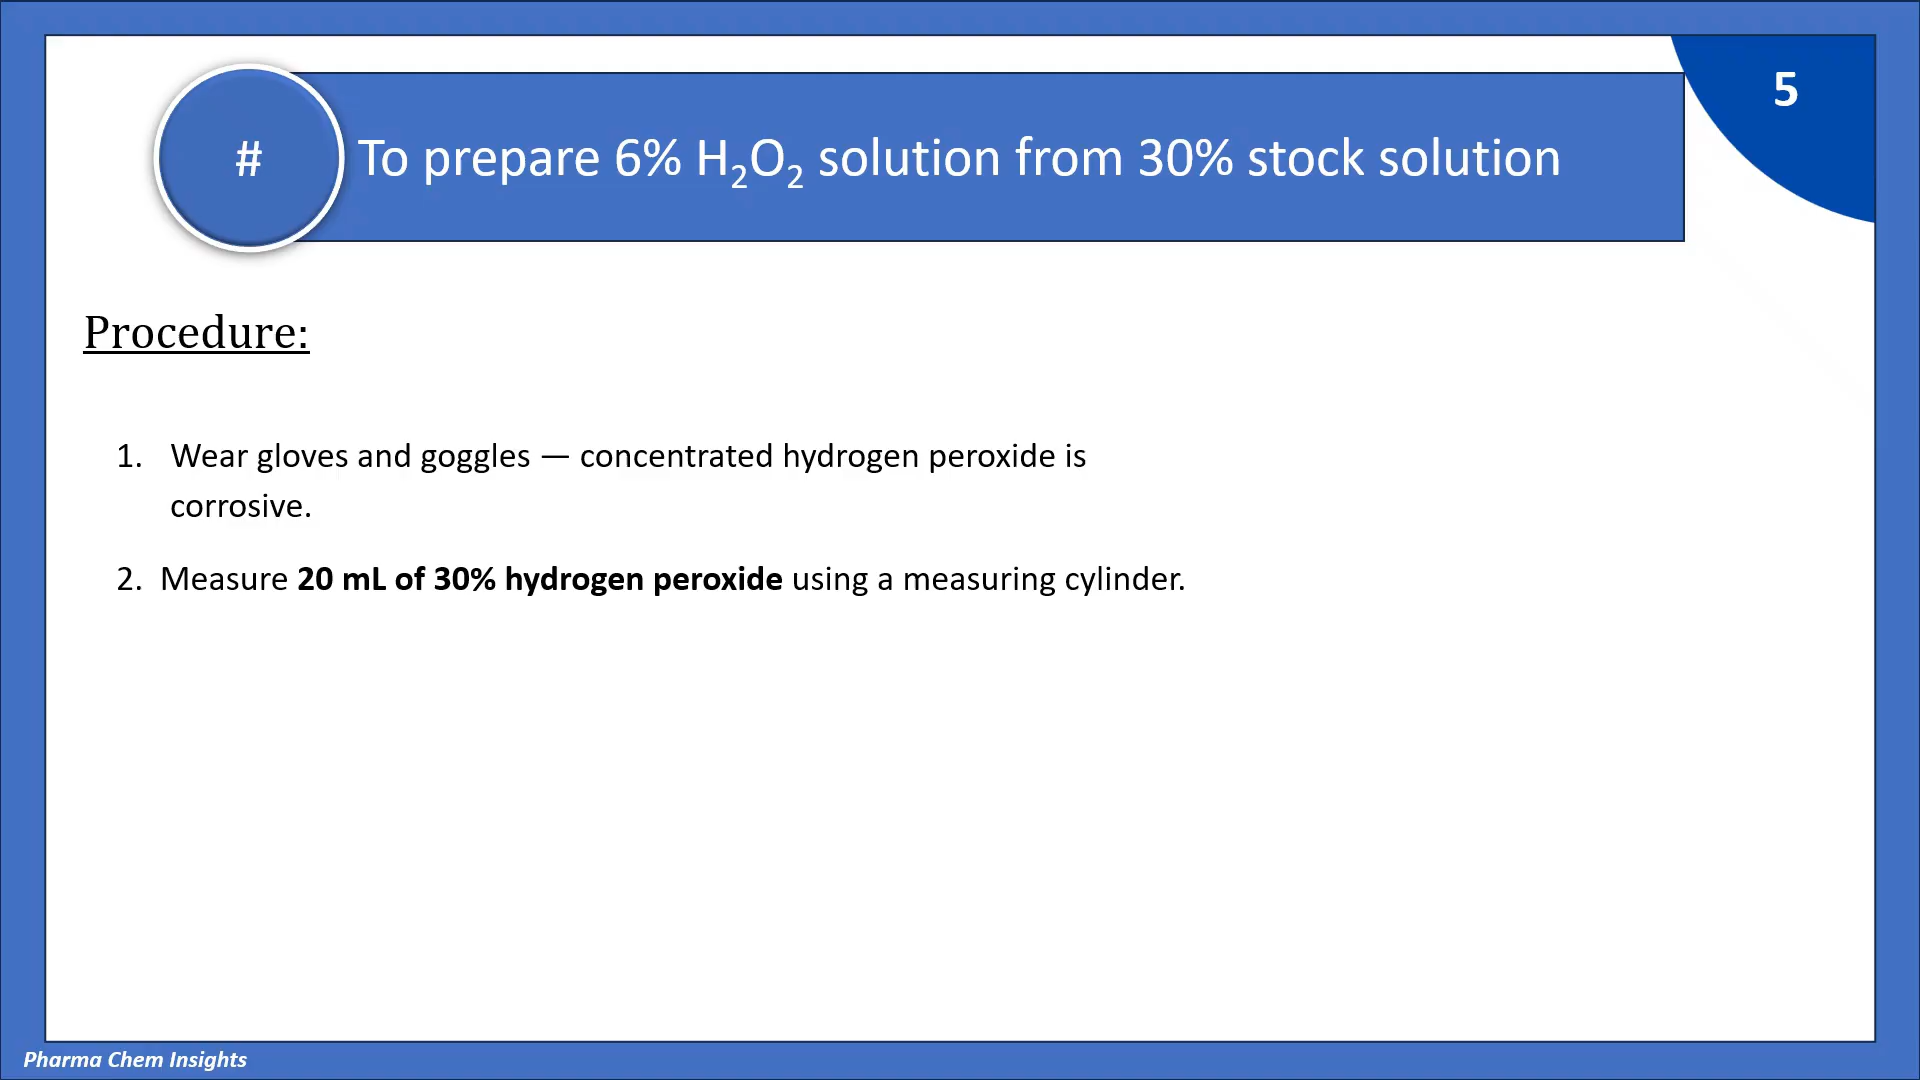 5
# To prepare 6% H₂O₂ solution from 30% stock solution
Procedure:
1. Wear gloves and goggles — concentrated hydrogen peroxide is
corrosive.
2. Measure 20 mL of 30% hydrogen peroxide using a measuring cylinder.
Pharma Chem Insights